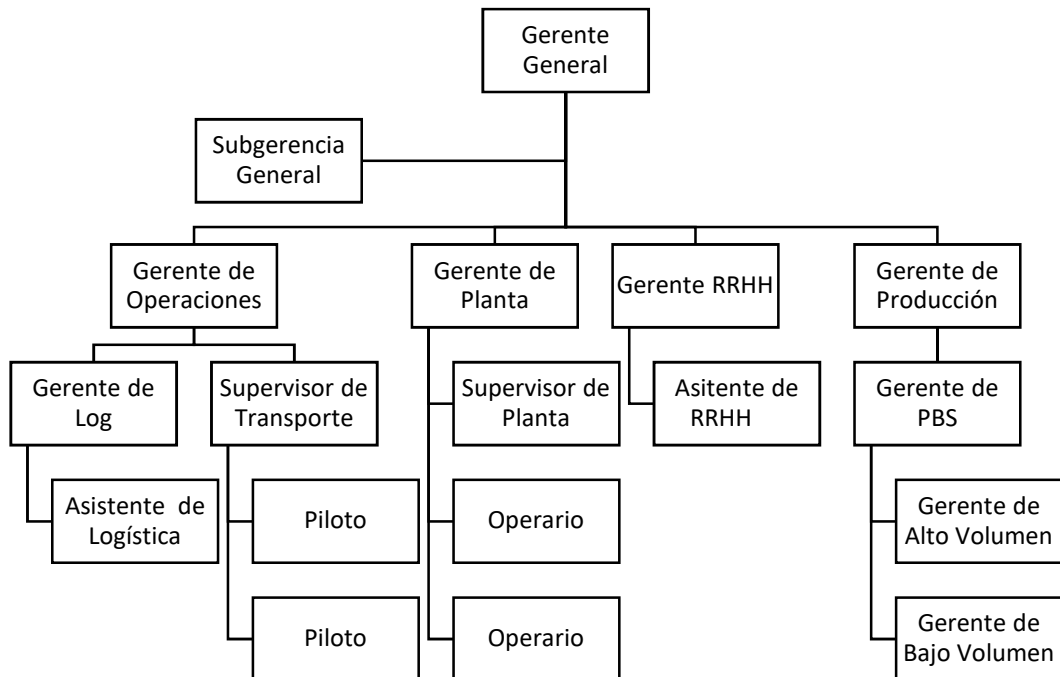 Gerente
General
Subgerencia
General
Gerente de
Operaciones
Gerente de
Planta
Gerente RRHH
Gerente de
Producción
Gerente de
Log
Supervisor de
Transporte
Supervisor de
Planta
Asitente de
RRHH
Gerente de
PBS
Asistente de
Logística
Piloto
Operario
Gerente de
Alto Volumen
Piloto
Operario
Gerente de
Bajo Volumen